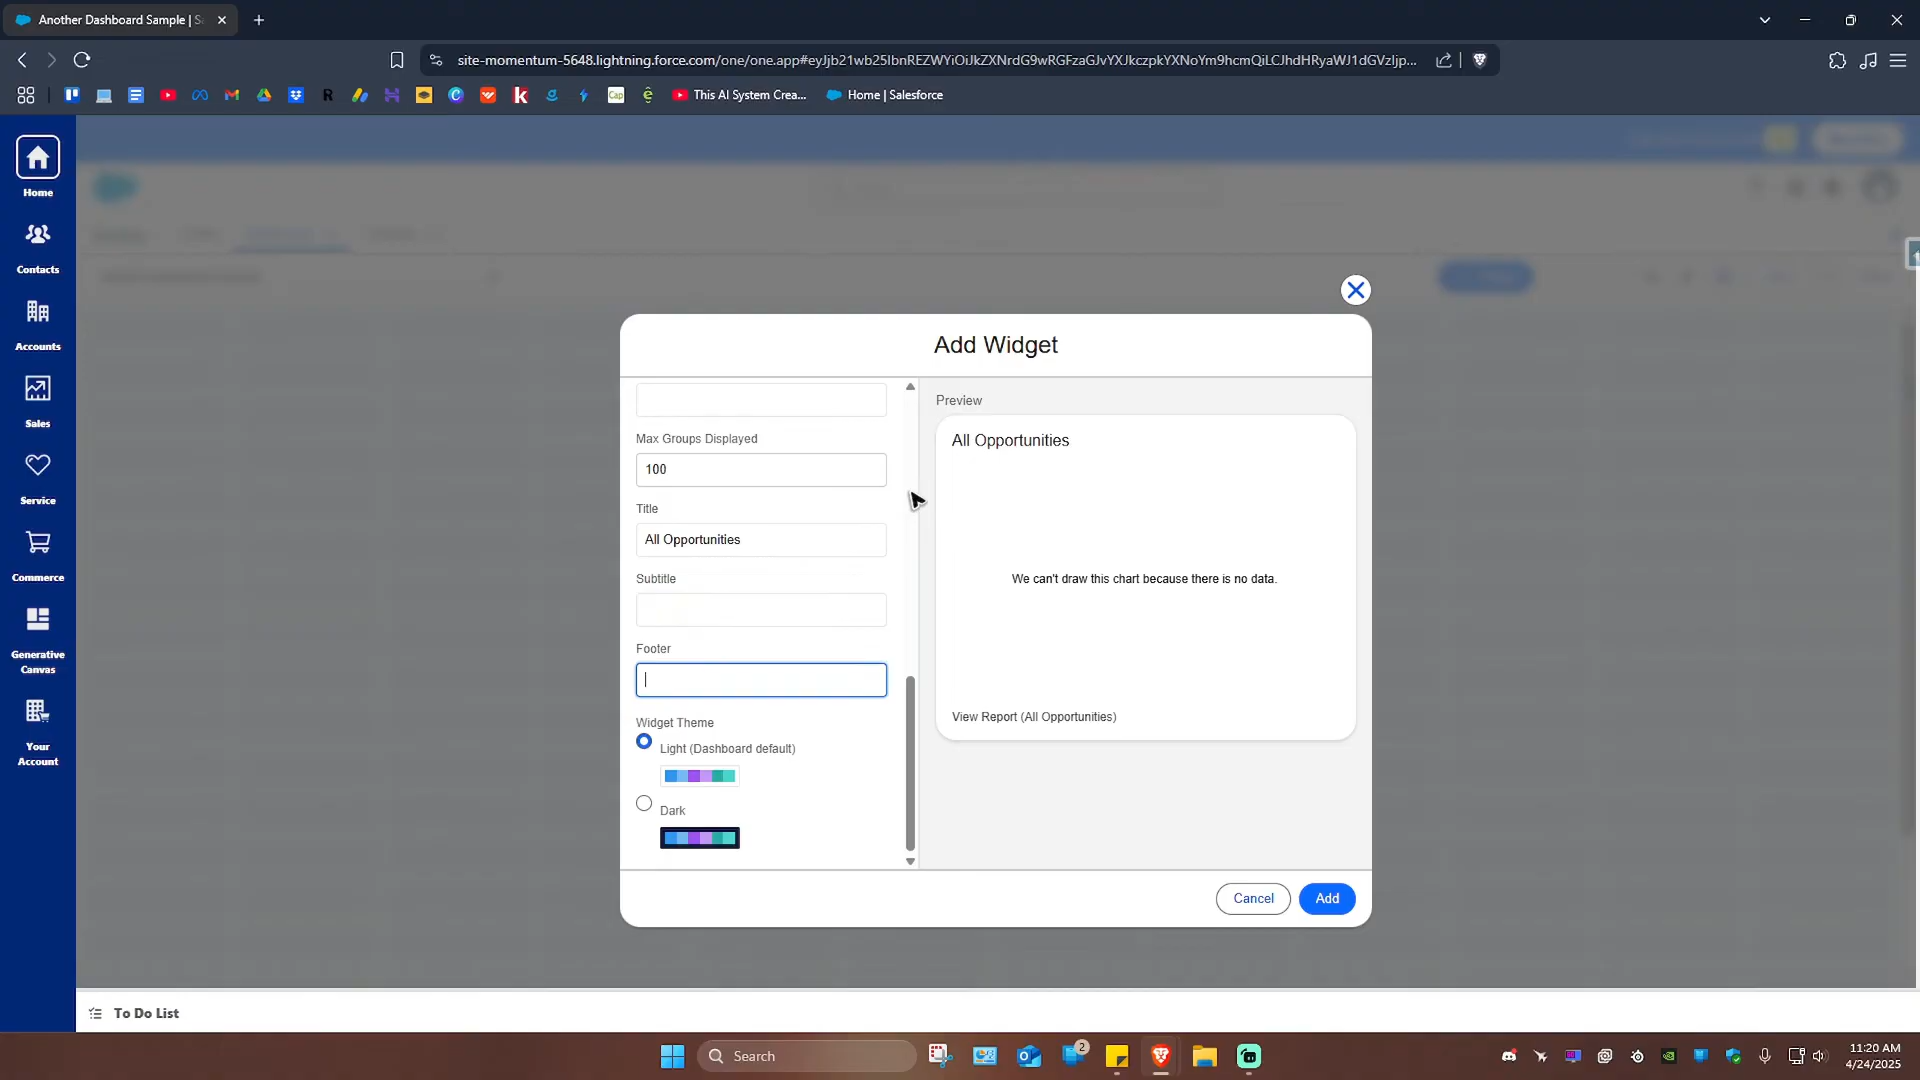 Another Dashboard Sample | S
site-momentum-5648.lightning.force.com/one/one.app#eyJjb21wb25lbnREZWYiOiJkZXNrdG9wRGFzaGJvYXJkczpkYXNoYm9hcmQiLCJhdHRyaWJ1dGVzIjp...
This AI System Crea...
Home | Salesforce
Home
Contacts
Accounts
Sales
Service
Commerce
Generative
Canvas
Your
Account
Add Widget
Max Groups Displayed
100
Title
All Opportunities
Subtitle
Footer
Widget Theme
Light (Dashboard default)
Dark
Preview
All Opportunities
We can't draw this chart because there is no data.
View Report (All Opportunities)
Cancel
Add
To Do List
Search
2
11:20 AM
4/24/2025